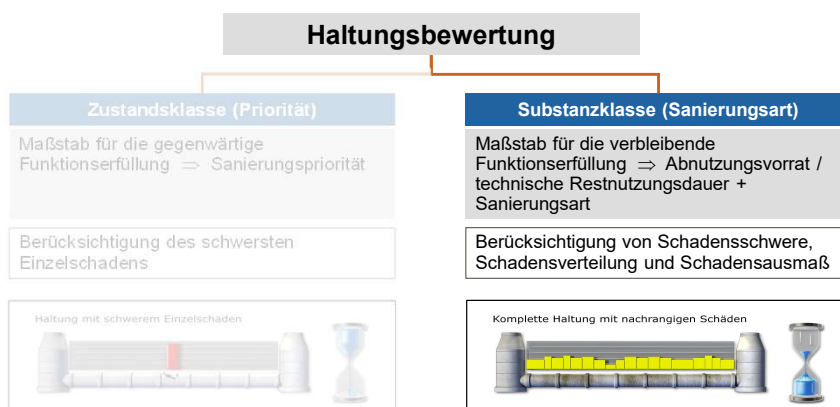 Haltungsbewertung
Zustandsklasse (Priorität)
Maßstab für die gegenwärtige
Funktionserfüllung ⇒ Sanierungspriorität
Berücksichtigung des schwersten
Einzelschadens
Haltung mit schwerem Einzelschaden
Substanzklasse (Sanierungsart)
Maßstab für die verbleibende
Funktionserfüllung ⇒ Abnutzungsvorrat /
technische Restnutzungsdauer +
Sanierungsart
Berücksichtigung von Schadensschwere,
Schadensverteilung und Schadensausmaß
Komplette Haltung mit nachrangigen Schäden